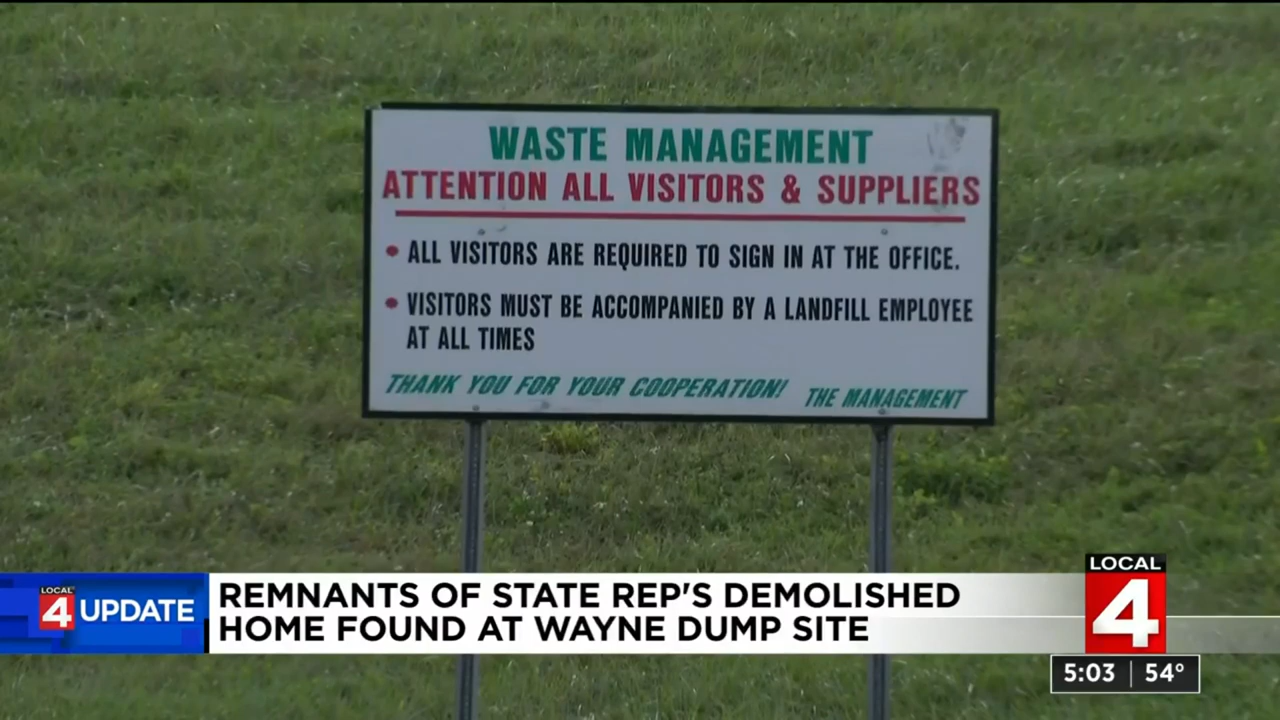 WASTE MANAGEMENT
ATTENTION ALL VISITORS & SUPPLIERS
• ALL VISITORS ARE REQUIRED TO SIGN IN AT THE OFFICE.
• VISITORS MUST BE ACCOMPANIED BY A LANDFILL EMPLOYEE
AT ALL TIMES
THANK YOU FOR YOUR COOPERATION! THE MANAGEMENT
LOCAL
4 UPDATE
REMNANTS OF STATE REP'S DEMOLISHED
HOME FOUND AT WAYNE DUMP SITE
LOCAL
4
5:03 | 54°